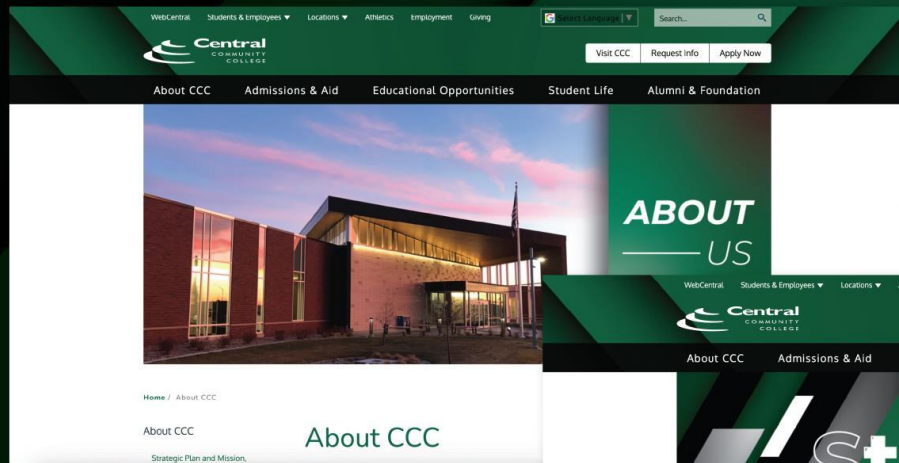 WebCentral Students & Employees ▼ Locations ▼ Athletics Employment Giving Select Language ▼ Search...
Central
COMMUNITY
COLLEGE
Visit CCC Request Info Apply Now
About CCC Admissions & Aid Educational Opportunities Student Life Alumni & Foundation
ABOUT
US
Home / About CCC
About CCC
About CCC
Strategic Plan and Mission,
WebCentral Students & Employees ▼ Locations ▼
Central
COMMUNITY
COLLEGE
About CCC Admissions & Aid